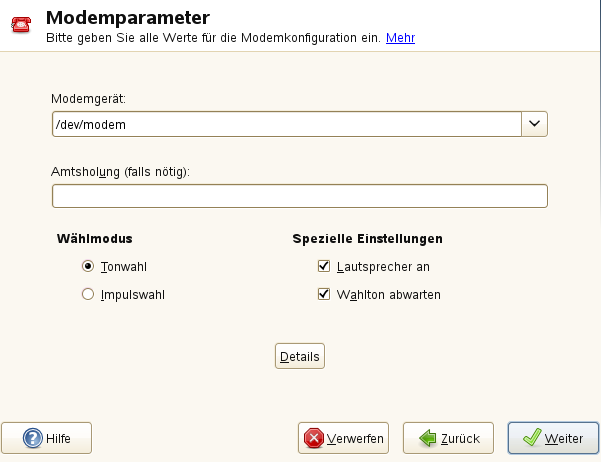 Modemparameter
Bitte geben Sie alle Werte für die Modemkonfiguration ein. Mehr
Modemgerät:
/dev/modem
Amtsholung (falls nötig):
Wählmodus
Spezielle Einstellungen
Tonwahl
Lautsprecher an
Impulswahl
Wahlton abwarten
Details
Hilfe
Verwerfen
Zurück
Weiter